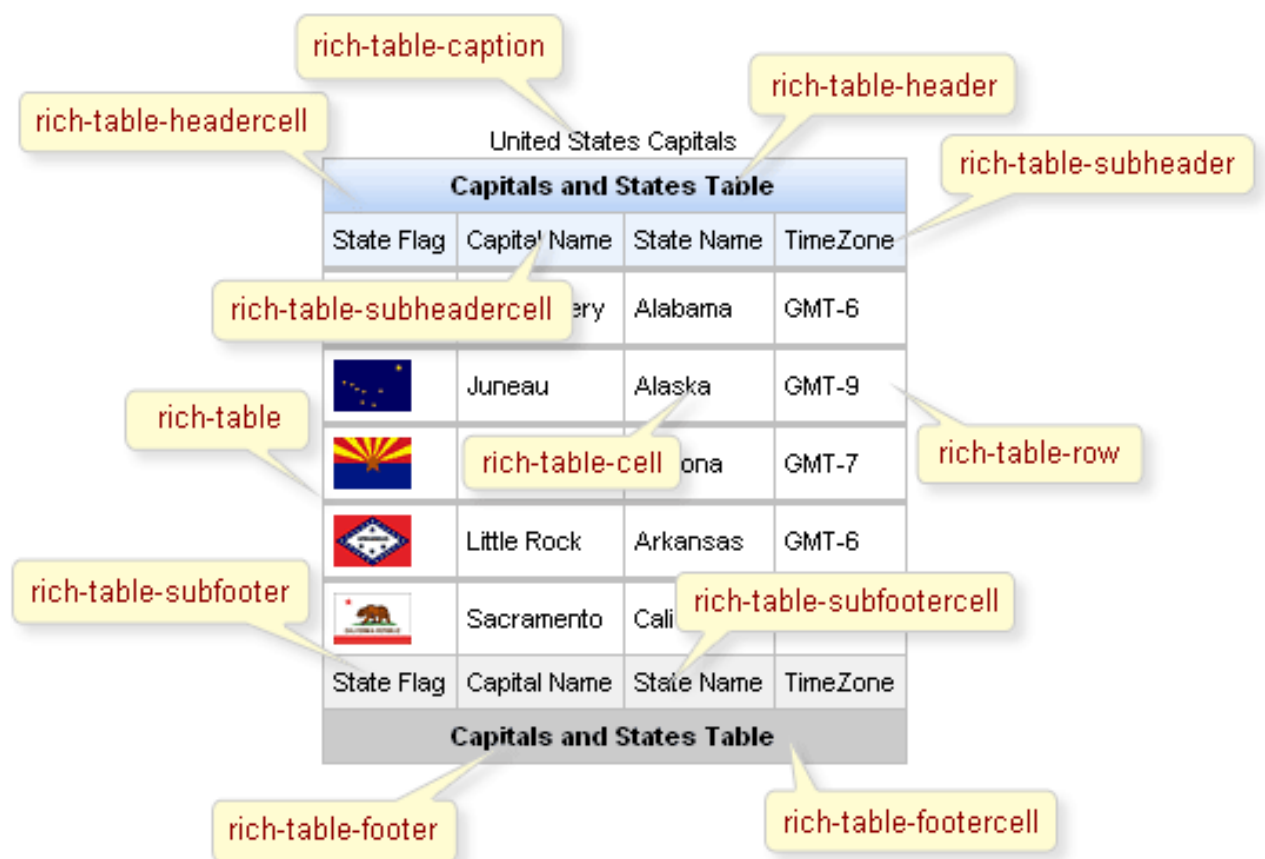 rich-table-caption
rich-table-header
rich-table-headercell
United States Capitals
rich-table-subheader
Capitals and States Table
State Flag Capital Name State Name TimeZone
rich-table-subheadercell
ery Alabama GMT-6
Juneau Alaska GMT-9
rich-table
rich-table-cell
ona GMT-7
rich-table-row
Little Rock Arkansas GMT-6
rich-table-subfooter
rich-table-subfootercell
Sacramento Cali
State Flag Capital Name State Name TimeZone
Capitals and States Table
rich-table-footer
rich-table-footercell